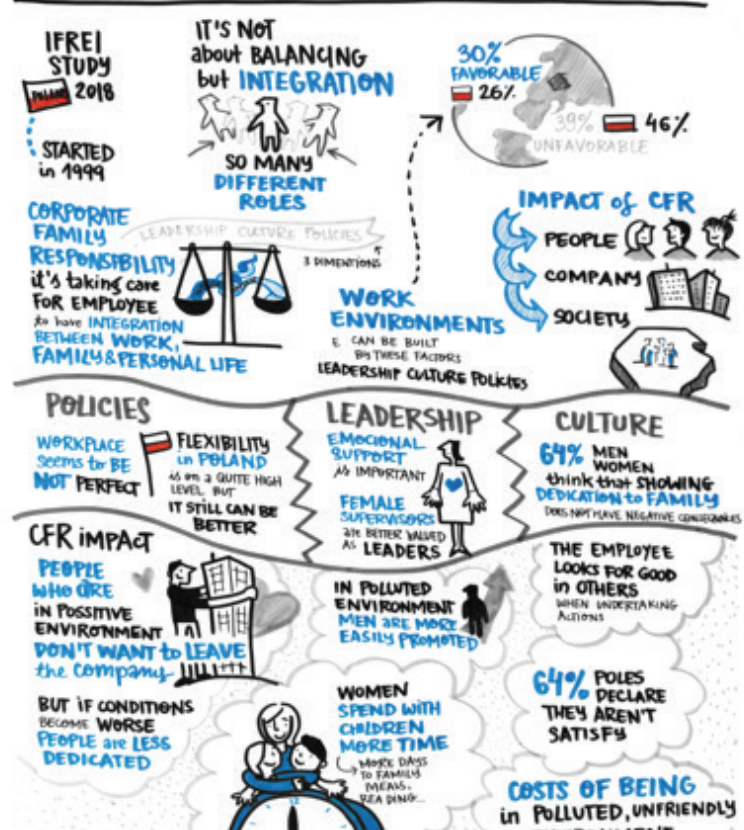 IFREI
STUDY
POLAND 2018
STARTED
in 1999
IT'S NOT
about BALANCING
but INTEGRATION
SO MANY
DIFFERENT
ROLES
30%
FAVORABLE
26%
39% 46%
UNFAVORABLE
CORPORATE
FAMILY
RESPONSIBILITY
it's taking care
FOR EMPLOYEE
to have INTEGRATION
BETWEEN WORK,
FAMILY & PERSONAL LIFE
LEADERSHIP CULTURE POLICIES
3 DIMENTIONS
WORK
ENVIRONMENTS
CAN BE BUILT
BY THESE FACTORS
LEADERSHIP CULTURE POLICIES
IMPACT of CFR
PEOPLE
COMPANY
SOCIETY
POLICIES
WORKPLACE
seems to BE
NOT PERFECT
FLEXIBILITY
in POLAND
is on a QUITE HIGH
LEVEL BUT
IT STILL CAN BE
BETTER
LEADERSHIP
EMOCIONAL
SUPPORT
is IMPORTANT
FEMALE
SUPERVISORS
are BETTER VALUED
AS LEADERS
CULTURE
64% MEN
WOMEN
think that SHOWING
DEDICATION to FAMILY
DOES NOT HAVE NEGATIVE CONSEQUENCES
CFR iMPACT
PEOPLE
WHO ARE
IN POSSITIVE
ENVIRONMENT
DON'T WANT to LEAVE
the company
BUT if CONDITIONS
BECOME WORSE
PEOPLE are LESS
DEDICATED
IN POLLUTED
ENVIRONMENT
MEN ARE MORE
EASILY PROMOTED
WOMEN
SPEND WITH
CHILDREN
MORE TIME
MORE DAYS
TO FAMILY
MEALS,
READING...
12
THE EMPLOYEE
LOOKS FOR GOOD
in OTHERS
WHEN UNDERTAKING
ACTIONS
64% POLES
DECLARE
THEY AREN'T
SATISFY
COSTS OF BEING
in POLLUTED, UNFRIENDLY